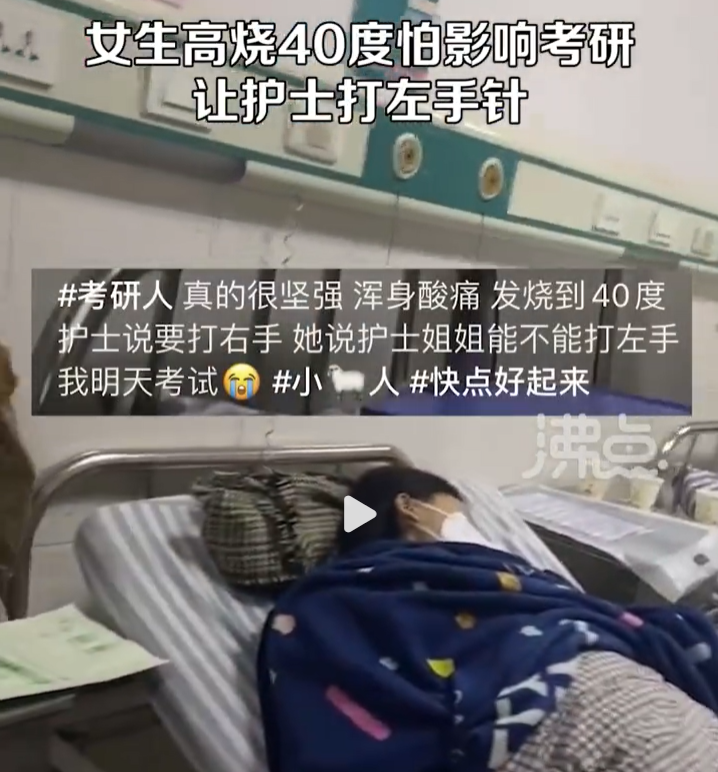 女生高烧40度怕影响考研
让护士打左手针
#考研人 真的很坚强 浑身酸痛 发烧到40度
护士说要打右手 她说护士姐姐能不能打左手
我明天考试😭 #小🐑人 #快点好起来
沸点